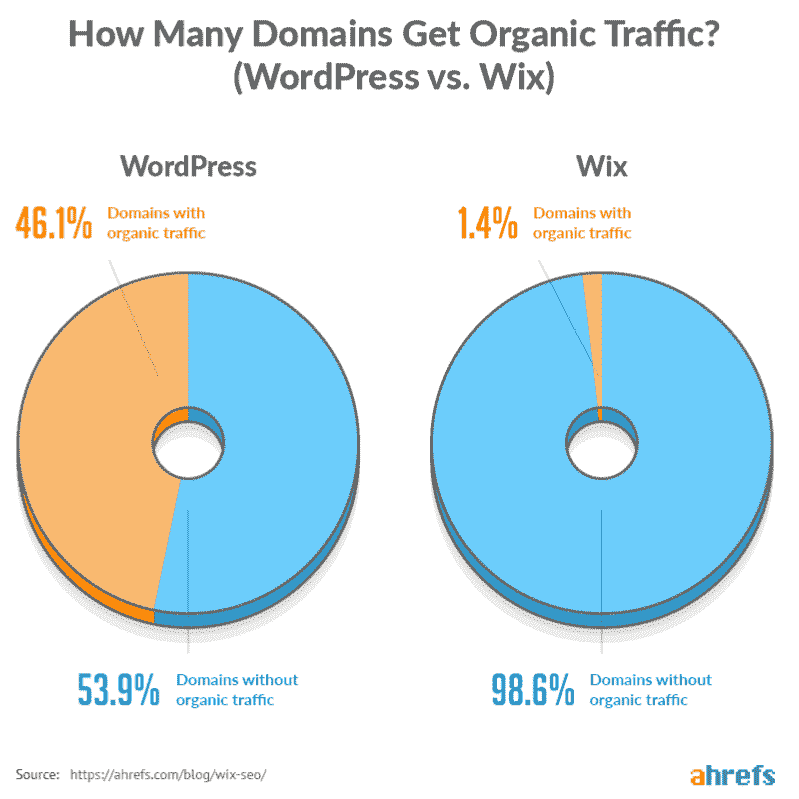 How Many Domains Get Organic Traffic?
(WordPress vs. Wix)
WordPress
46.1%
Domains with
organic traffic
53.9%
Domains without
organic traffic
Wix
1.4%
Domains with
organic traffic
98.6%
Domains without
organic traffic
Source: https://ahrefs.com/blog/wix-seo/
ahrefs